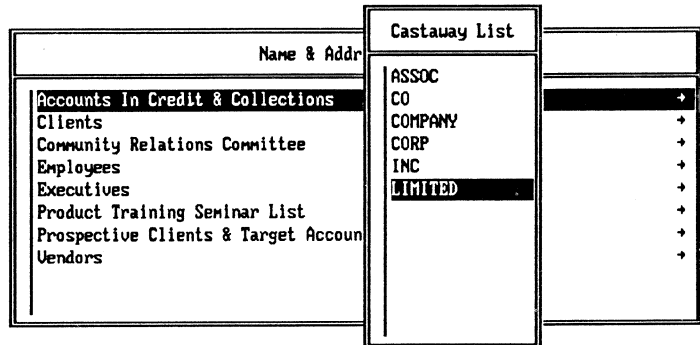 Castaway List
Name & Addr
ASSOC
CO
COMPANY
CORP
INC
LIMITED
Accounts In Credit & Collections
Clients
Community Relations Committee
Employees
Executives
Product Training Seminar List
Prospective Clients & Target Accoun
Vendors